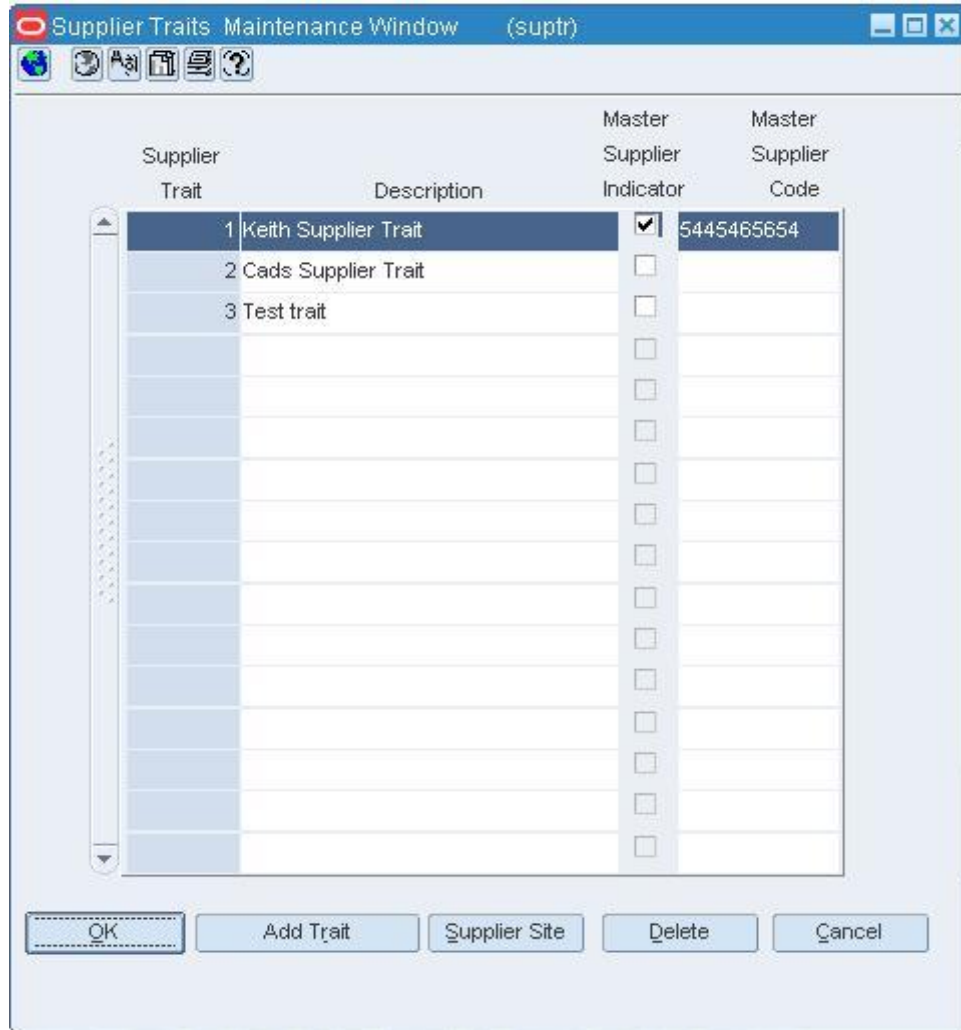 Supplier Traits Maintenance Window (suptr)
Master Master
Supplier Supplier Supplier
Trait Description Indicator Code
1 Keith Supplier Trait 5445465654
2 Cads Supplier Trait
3 Test trait
OK Add Trait Supplier Site Delete Cancel